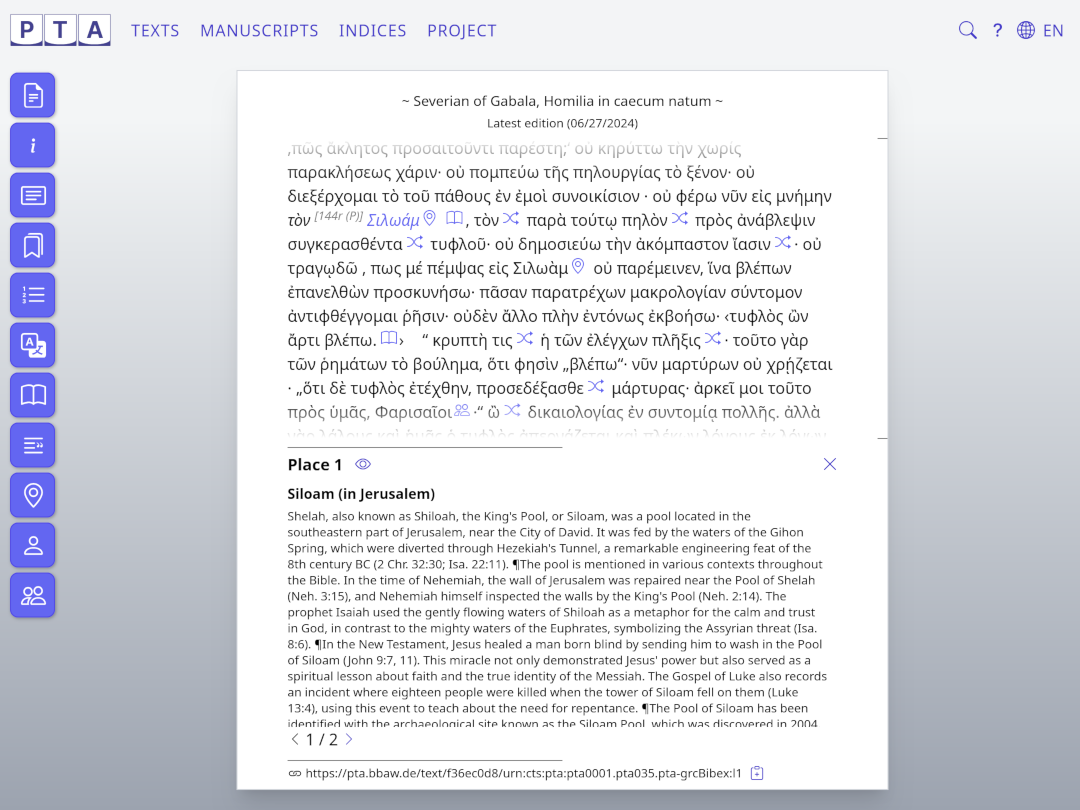 PTA TEXTS MANUSCRIPTS INDICES PROJECT ? EN
~ Severian of Gabala, Homilia in caecum natum ~
Latest edition (06/27/2024)
‚πῶς ἄκλητος προσαιτοῦντι παρέστη;‘ οὐ κηρύττω τὴν χωρὶς
παρακλήσεως χάριν· οὐ πομπεύω τῆς πηλουργίας τὸ ξένον· οὐ
διεξέρχομαι τὸ τοῦ πάθους ἐν ἐμοὶ συνοικίσιον · οὐ φέρω νῦν εἰς μνήμην
τὸν [144r (P)] Σιλωάμ , τὸν παρὰ τούτῳ πηλὸν πρὸς ἀνάβλεψιν
συγκερασθέντα τυφλοῦ· οὐ δημοσιεύω τὴν ἀκόμπαστον ἴασιν · οὐ
τραγῳδῶ , πως μέ πέμψας εἰς Σιλωὰμ οὐ παρέμεινεν, ἵνα βλέπων
ἐπανελθὼν προσκυνήσω· πᾶσαν παρατρέχων μακρολογίαν σύντομον
ἀντιφθέγγομαι ῥῆσιν· οὐδὲν ἄλλο πλὴν ἐντόνως ἐκβοήσω· ‹τυφλὸς ὢν
ἄρτι βλέπω. › “ κρυπτὴ τις ἡ τῶν ἐλέγχων πλῆξις · τοῦτο γὰρ
τῶν ῥημάτων τὸ βούλημα, ὅτι φησὶν „βλέπω“· νῦν μαρτύρων οὐ χρῄζεται
· „ὅτι δὲ τυφλὸς ἐτέχθην, προσεδέξασθε μάρτυρας· ἀρκεῖ μοι τοῦτο
πρὸς ὑμᾶς, Φαρισαῖοι ·“ ὢ δικαιολογίας ἐν συντομίᾳ πολλῆς. ἀλλὰ
Place 1
Siloam (in Jerusalem)
Shelah, also known as Shiloah, the King's Pool, or Siloam, was a pool located in the
southeastern part of Jerusalem, near the City of David. It was fed by the waters of the Gihon
Spring, which were diverted through Hezekiah's Tunnel, a remarkable engineering feat of the
8th century BC (2 Chr. 32:30; Isa. 22:11). ¶The pool is mentioned in various contexts throughout
the Bible. In the time of Nehemiah, the wall of Jerusalem was repaired near the Pool of Shelah
(Neh. 3:15), and Nehemiah himself inspected the walls by the King's Pool (Neh. 2:14). The
prophet Isaiah used the gently flowing waters of Shiloah as a metaphor for the calm and trust
in God, in contrast to the mighty waters of the Euphrates, symbolizing the Assyrian threat (Isa.
8:6). ¶In the New Testament, Jesus healed a man born blind by sending him to wash in the Pool
of Siloam (John 9:7, 11). This miracle not only demonstrated Jesus' power but also served as a
spiritual lesson about faith and the true identity of the Messiah. The Gospel of Luke also records
an incident where eighteen people were killed when the tower of Siloam fell on them (Luke
13:4), using this event to teach about the need for repentance. ¶The Pool of Siloam has been
identified with the archaeological site known as the Siloam Pool, which was discovered in 2004
1 / 2
https://pta.bbaw.de/text/f36ec0d8/urn:cts:pta:pta0001.pta035.pta-grcBibex:l1